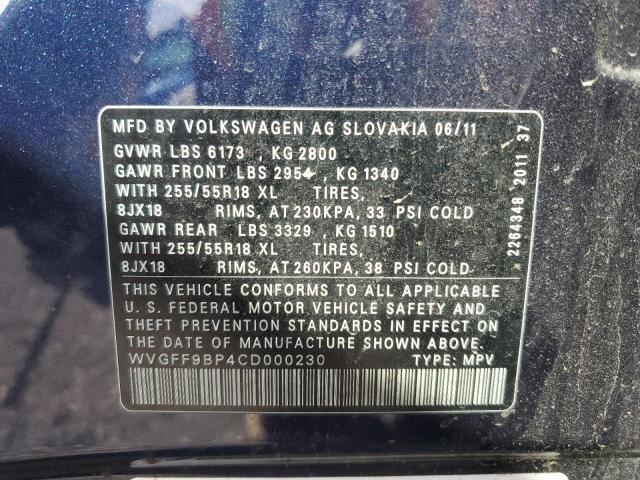 MFD BY VOLKSWAGEN AG SLOVAKIA 06/11
GVWR LBS 6173 , KG 2800
GAWR FRONT LBS 2954 , KG 1340
WITH 255/55R18 XL TIRES,
8JX18 RIMS, AT 230KPA, 33 PSI COLD
GAWR REAR LBS 3329 , KG 1510
WITH 255/55R18 XL TIRES,
8JX18 RIMS, AT 260KPA, 38 PSI COLD
THIS VEHICLE CONFORMS TO ALL APPLICABLE
U. S. FEDERAL MOTOR VEHICLE SAFETY AND
THEFT PREVENTION STANDARDS IN EFFECT ON THE
DATE OF MANUFACTURE SHOWN ABOVE.
WVGFF9BP4CD000230 TYPE: MPV
2264348 2011 37